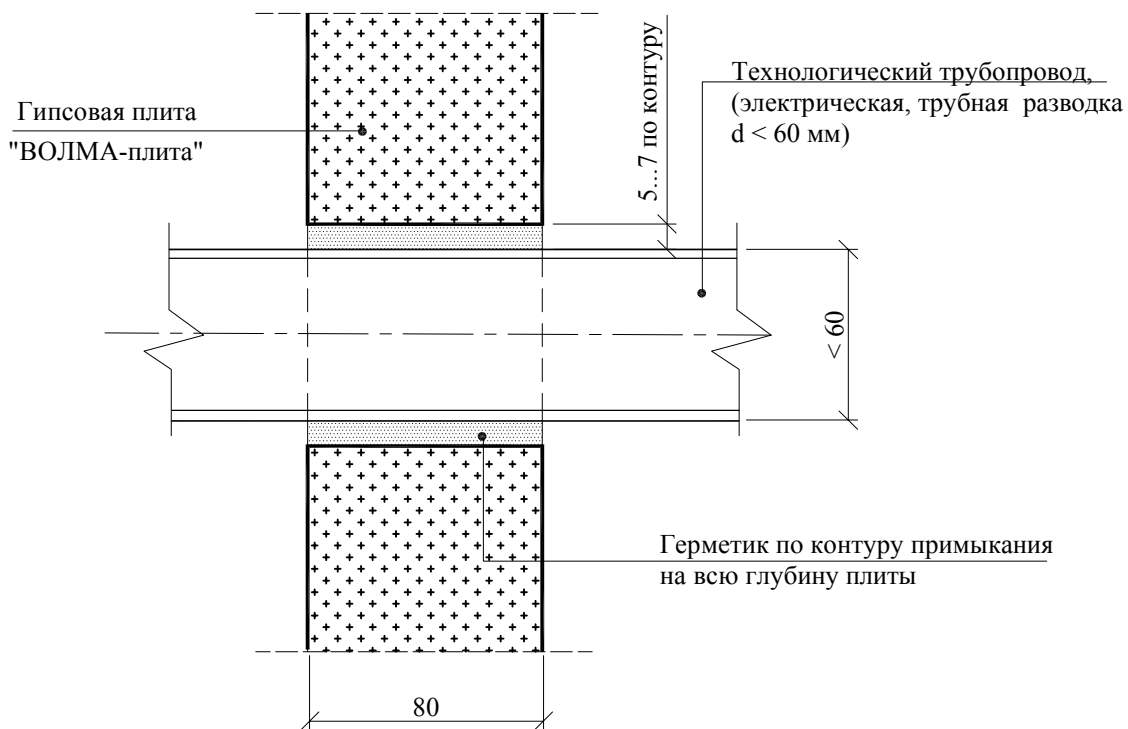 Гипсовая плита
"ВОЛМА-плита"
5...7 по контуру
Технологический трубопровод,
(электрическая, трубная разводка
d < 60 мм)
< 60
Герметик по контуру примыкания
на всю глубину плиты
80